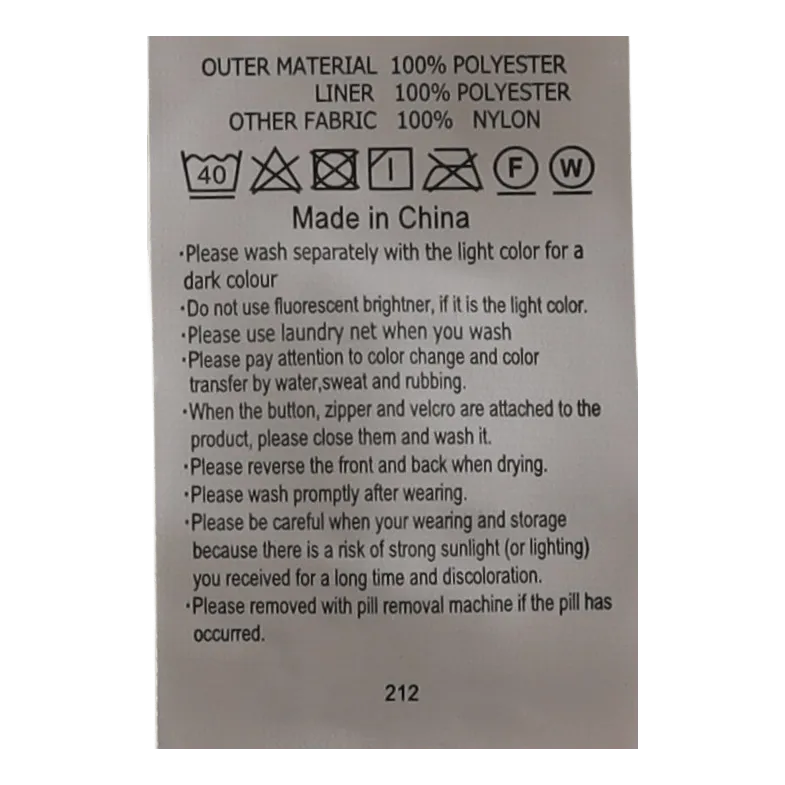 OUTER MATERIAL 100% POLYESTER
LINER 100% POLYESTER
OTHER FABRIC 100% NYLON
40 F W
Made in China
·Please wash separately with the light color for a
dark colour
·Do not use fluorescent brightner, if it is the light color.
·Please use laundry net when you wash
·Please pay attention to color change and color
transfer by water,sweat and rubbing.
·When the button, zipper and velcro are attached to the
product, please close them and wash it.
·Please reverse the front and back when drying.
·Please wash promptly after wearing.
·Please be careful when your wearing and storage
because there is a risk of strong sunlight (or lighting)
you received for a long time and discoloration.
·Please removed with pill removal machine if the pill has
occurred.
212